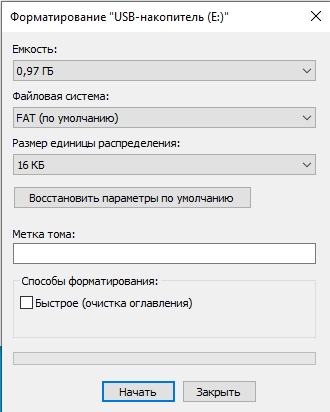 Форматирование "USB-накопитель (E:)"
Емкость:
0,97 ГБ
Файловая система:
FAT (по умолчанию)
Размер единицы распределения:
16 КБ
Восстановить параметры по умолчанию
Метка тома:
Способы форматирования:
Быстрое (очистка оглавления)
Начать
Закрыть